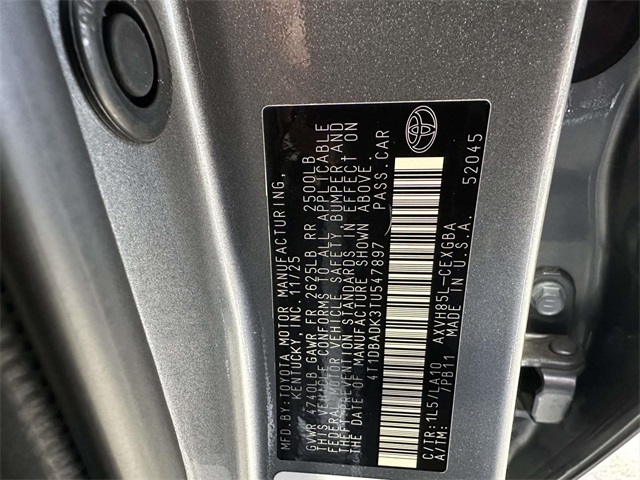 MFD.BY:TOYOTA MOTOR MANUFACTURING,
KENTUCKY, INC. 11/25
GVWR 4740LB GAWR FR 2625LB RR 2500LB
THIS VEHICLE CONFORMS TO ALL APPLICABLE
FEDERAL MOTOR VEHICLE SAFETY, BUMPER, AND
THEFT PREVENTION STANDARDS IN EFFECT ON
THE DATE OF MANUFACTURE SHOWN ABOVE.
4T1DBADK3TU547897 PASS.CAR
C/TR: 1L5/LA10 AXVH85L-CEXGBA
A/TM: /PB11 MADE IN U.S.A. 52045